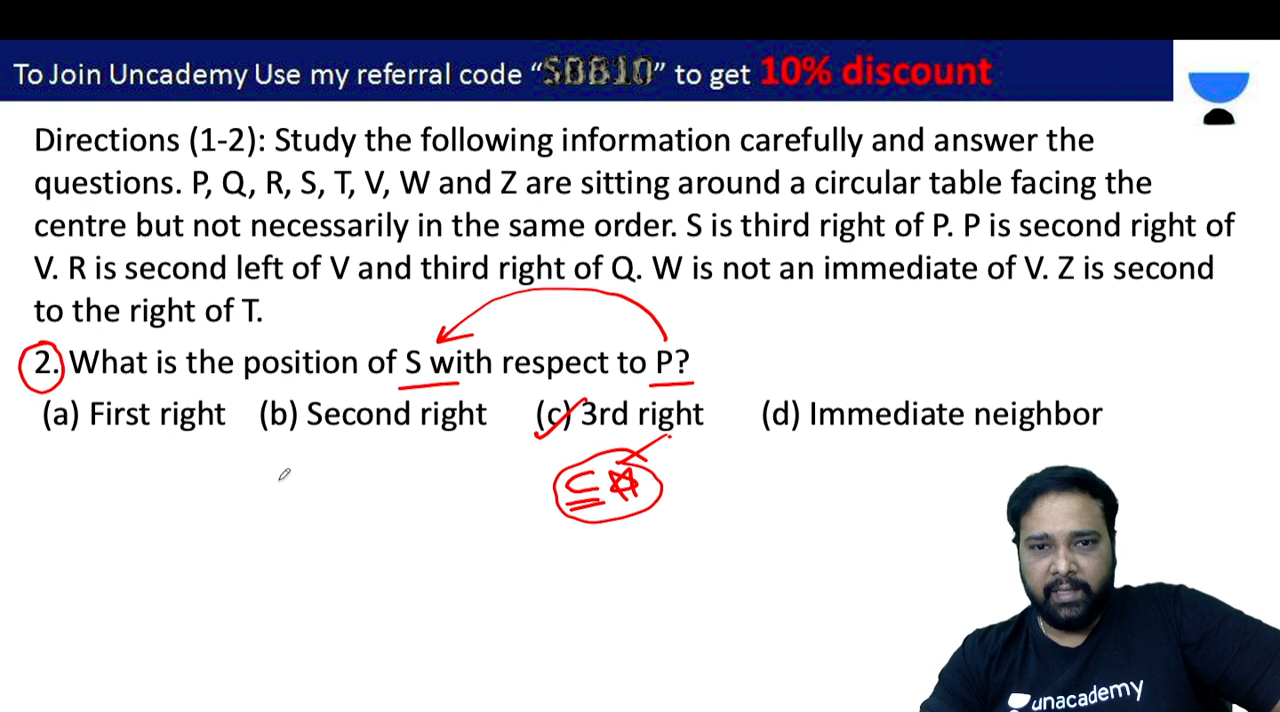 To Join Uncademy Use my referral code “SBB10” to get 10% discount
Directions (1-2): Study the following information carefully and answer the
questions. P, Q, R, S, T, V, W and Z are sitting around a circular table facing the
centre but not necessarily in the same order. S is third right of P. P is second right of
V. R is second left of V and third right of Q. W is not an immediate of V. Z is second
to the right of T.
2. What is the position of S with respect to P?
(a) First right (b) Second right (c) 3rd right (d) Immediate neighbor
C
unacademy